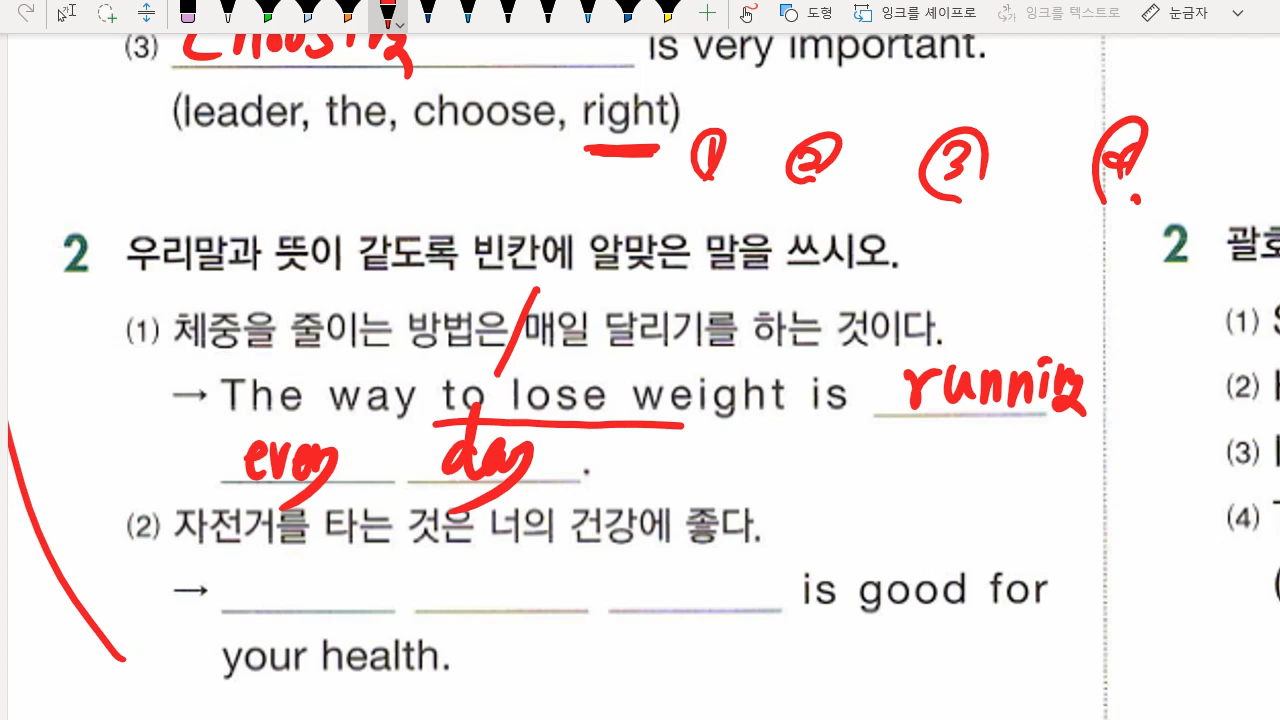 도형 잉크를 셰이프로 잉크를 텍스트로 눈금자
(3) choosing is very important.
(leader, the, choose, right)
① ② ③ ④
2 우리말과 뜻이 같도록 빈칸에 알맞은 말을 쓰시오.
(1) 체중을 줄이는 방법은 / 매일 달리기를 하는 것이다.
→ The way to lose weight is running
every day .
(2) 자전거를 타는 것은 너의 건강에 좋다.
→ is good for
your health.
2 괄호
(1) S
(2)
(3)
(4)